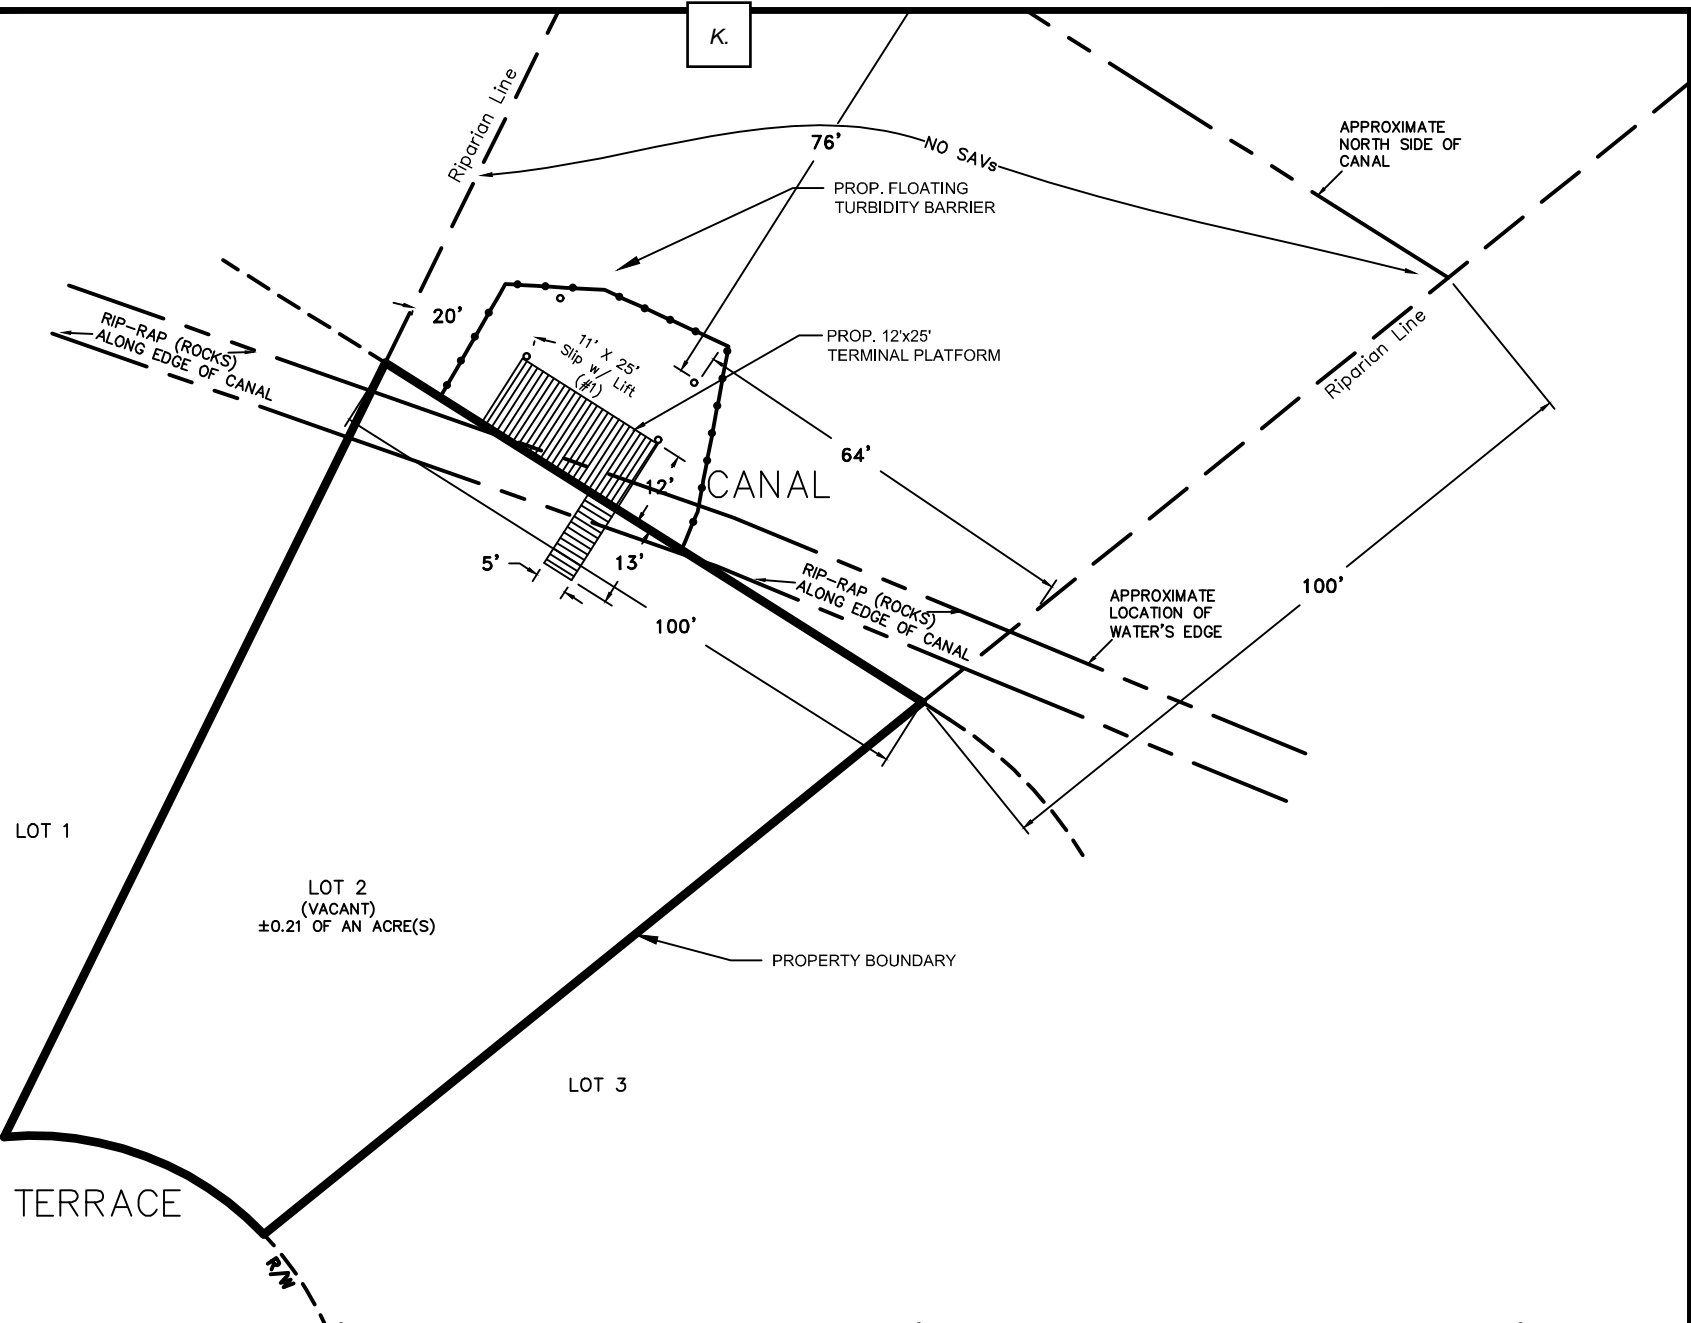 K.
Riparian Line
76'
NO SAVs
APPROXIMATE
NORTH SIDE OF
CANAL
PROP. FLOATING
TURBIDITY BARRIER
20'
RIP-RAP (ROCKS)
ALONG EDGE OF CANAL
11' X 25'
Slip w/ Lift
(#1)
PROP. 12'x25'
TERMINAL PLATFORM
Riparian Line
64'
12'
CANAL
5'
13'
100'
RIP-RAP (ROCKS)
ALONG EDGE OF CANAL
APPROXIMATE
LOCATION OF
WATER'S EDGE
100'
LOT 1
LOT 2
(VACANT)
±0.21 OF AN ACRE(S)
PROPERTY BOUNDARY
LOT 3
TERRACE
R/W